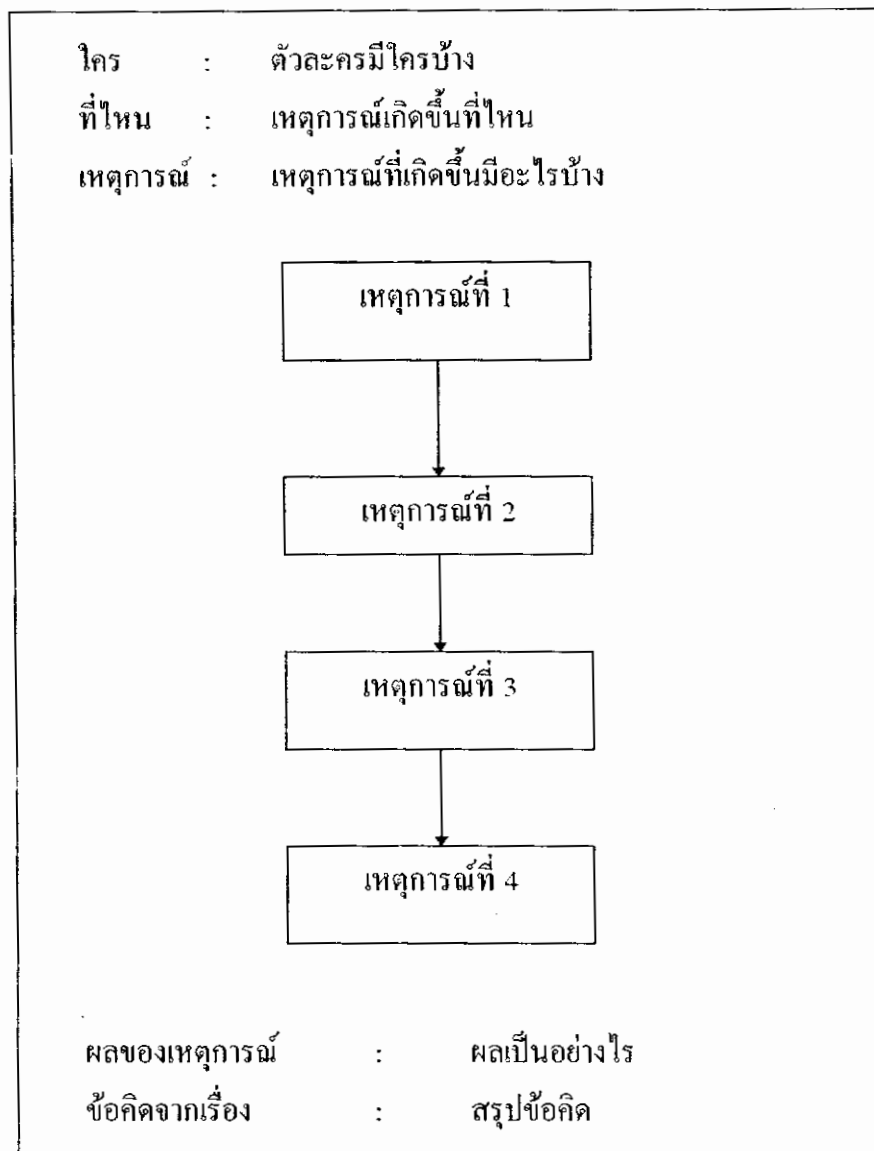 ใคร : ตัวละครมีใครบ้าง
ที่ไหน : เหตุการณ์เกิดขึ้นที่ไหน
เหตุการณ์ : เหตุการณ์ที่เกิดขึ้นมีอะไรบ้าง
เหตุการณ์ที่ 1
เหตุการณ์ที่ 2
เหตุการณ์ที่ 3
เหตุการณ์ที่ 4
ผลของเหตุการณ์ : ผลเป็นอย่างไร
ข้อคิดจากเรื่อง : สรุปข้อคิด